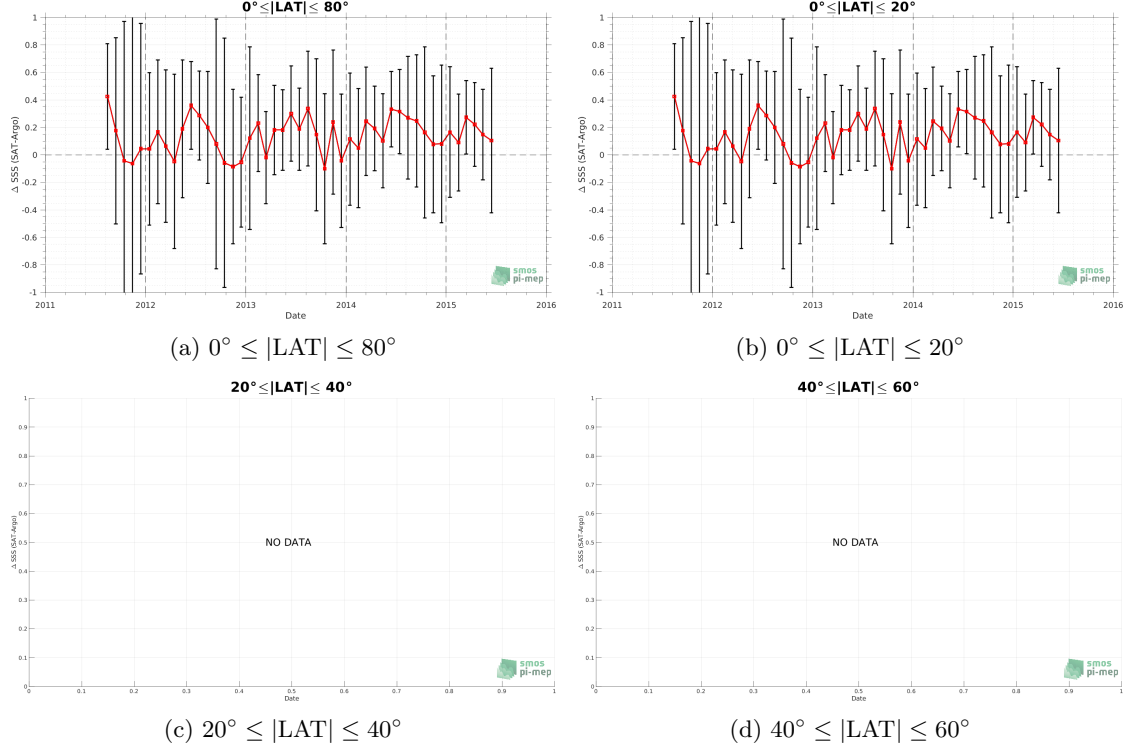 0°≤|LAT|≤ 80°
1
0.8
0.6
0.4
0.2
0
-0.2
-0.4
-0.6
-0.8
-1
Δ SSS (SAT-Argo)
2011 2012 2013 2014 2015 2016
Date
smos
pi-mep
(a) 0° ≤ |LAT| ≤ 80°
0°≤|LAT|≤ 20°
1
0.8
0.6
0.4
0.2
0
-0.2
-0.4
-0.6
-0.8
-1
Δ SSS (SAT-Argo)
2011 2012 2013 2014 2015 2016
Date
smos
pi-mep
(b) 0° ≤ |LAT| ≤ 20°
20°≤|LAT|≤ 40°
1
0.9
0.8
0.7
0.6
0.5
0.4
0.3
0.2
0.1
0
Δ SSS (SAT-Argo)
NO DATA
0 0.1 0.2 0.3 0.4 0.5 0.6 0.7 0.8 0.9 1
Date
smos
pi-mep
(c) 20° ≤ |LAT| ≤ 40°
40°≤|LAT|≤ 60°
1
0.9
0.8
0.7
0.6
0.5
0.4
0.3
0.2
0.1
0
Δ SSS (SAT-Argo)
NO DATA
0 0.1 0.2 0.3 0.4 0.5 0.6 0.7 0.8 0.9 1
Date
smos
pi-mep
(d) 40° ≤ |LAT| ≤ 60°